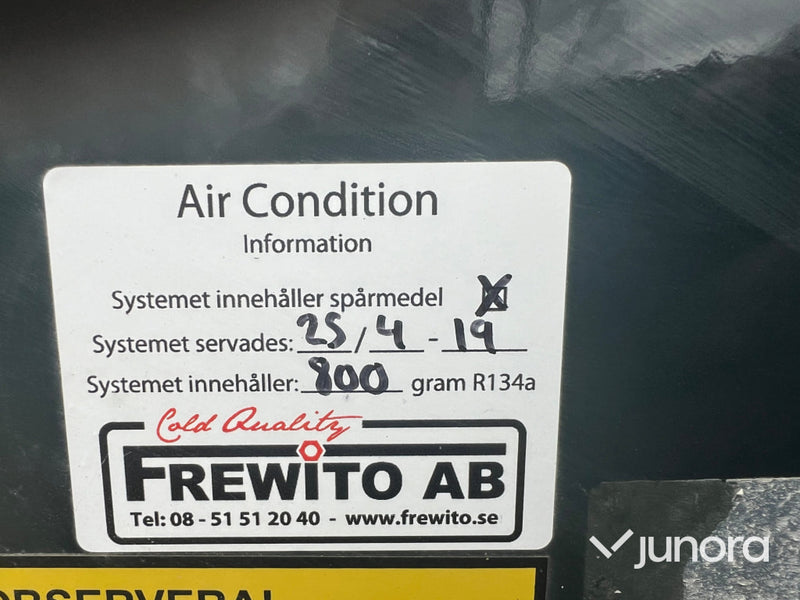 Air Condition
Information
Systemet innehåller spårmedel X
Systemet servades: 25/4-19
Systemet innehåller: 800 gram R134a
Cold Quality
FREWITO AB
Tel: 08 - 51 51 20 40 - www.frewito.se
junora
OBSERVERA!